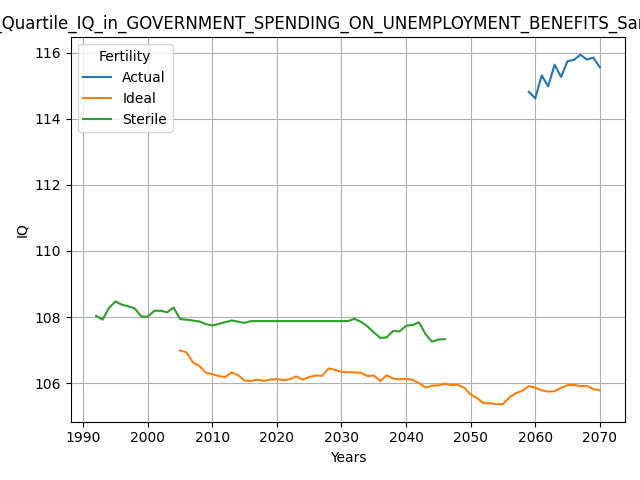 _Quartile_IQ_in_GOVERNMENT_SPENDING_ON_UNEMPLOYMENT_BENEFITS_Sa
Fertility
Actual
Ideal
Sterile
116
114
112
110
108
106
IQ
1990
2000
2010
2020
2030
2040
2050
2060
2070
Years